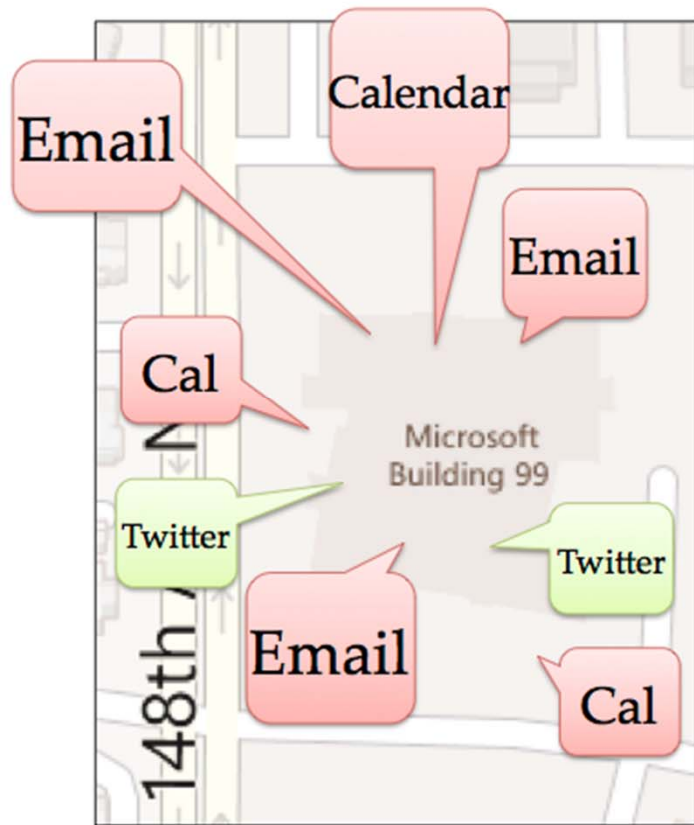 Calendar
Email
Email
Cal
Microsoft
Building 99
Twitter
Twitter
Email
Cal
148th